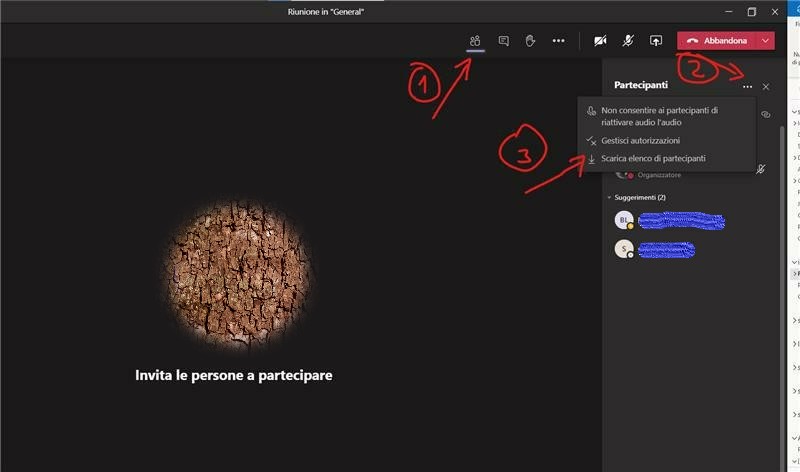 Riunione in "General"
Abbandona
1
2
Partecipanti
Non consentire ai partecipanti di
riattivare audio l'audio
Gestisci autorizzazioni
3
Scarica elenco di partecipanti
Organizzatore
Suggerimenti (2)
BL
S
Invita le persone a partecipare